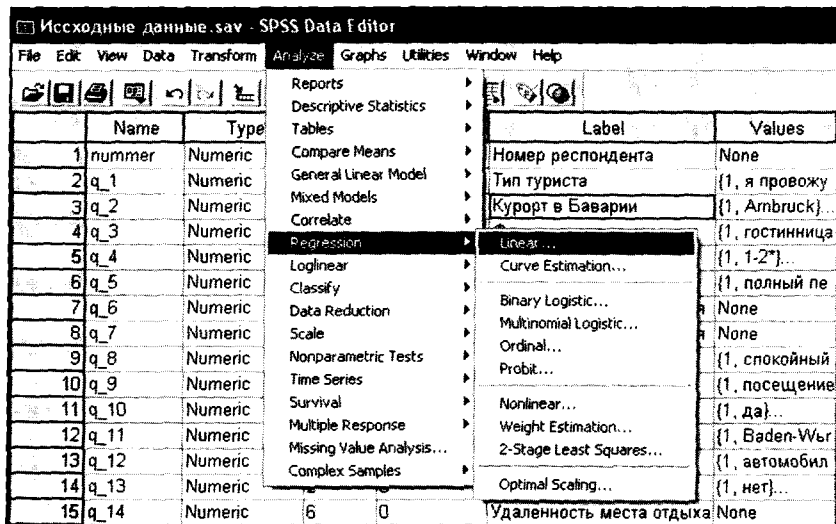 Иссходные данные.sav - SPSS Data Editor
File Edit View Data Transform Analyze Graphs Utilities Window Help
Name Type Label Values
1 nummer Numeric Номер респондента None
2 q_1 Numeric Тип туриста {1, я провожу
3 q_2 Numeric Курорт в Баварии {1, Arnbruck}...
4 q_3 Numeric {1, гостинница
5 q_4 Numeric {1, 1-2*}...
6 q_5 Numeric {1, полный пе
7 q_6 Numeric None
8 q_7 Numeric None
9 q_8 Numeric {1, спокойный
10 q_9 Numeric {1, посещение
11 q_10 Numeric {1, да}...
12 q_11 Numeric {1, Baden-Wьr
13 q_12 Numeric {1, автомобил
14 q_13 Numeric {1, нет}...
15 q_14 Numeric 6 0 Удаленность места отдыха None
Reports
Descriptive Statistics
Tables
Compare Means
General Linear Model
Mixed Models
Correlate
Regression
Loglinear
Classify
Data Reduction
Scale
Nonparametric Tests
Time Series
Survival
Multiple Response
Missing Value Analysis...
Complex Samples
Linear...
Curve Estimation...
Binary Logistic...
Multinomial Logistic...
Ordinal...
Probit...
Nonlinear...
Weight Estimation...
2-Stage Least Squares...
Optimal Scaling...